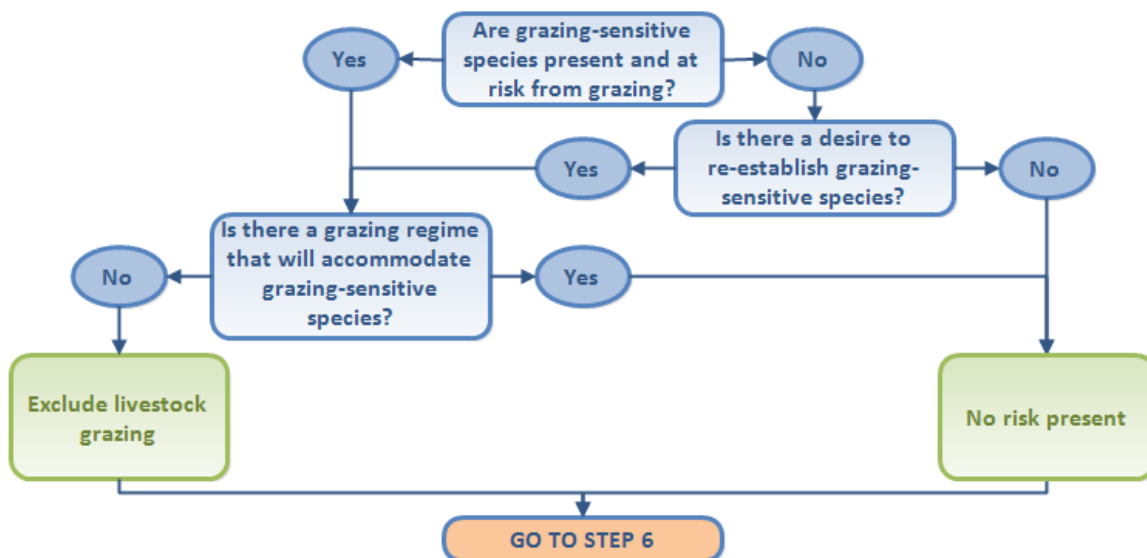 Are grazing-sensitive
species present and at
risk from grazing?
Yes
No
Is there a desire to
re-establish grazing-
sensitive species?
Yes
No
Is there a grazing regime
that will accommodate
grazing-sensitive
species?
No
Yes
Exclude livestock
grazing
No risk present
GO TO STEP 6